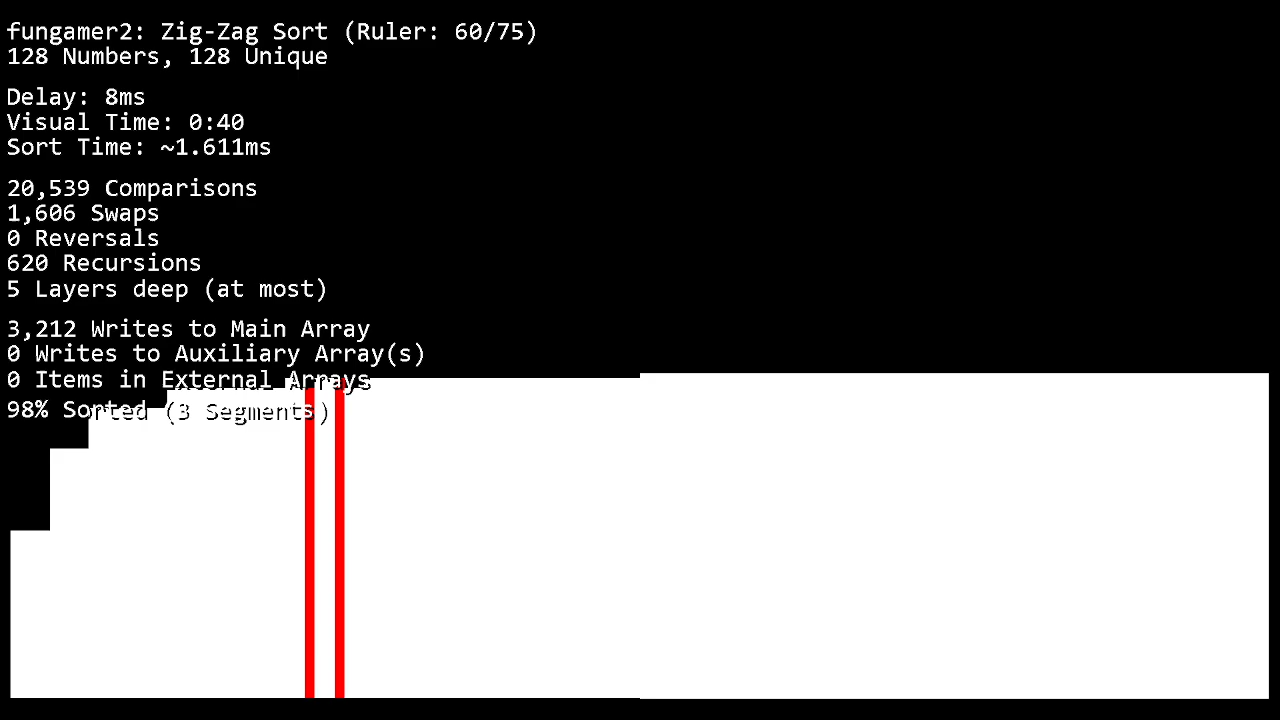 fungamer2: Zig-Zag Sort (Ruler: 60/75)
128 Numbers, 128 Unique
Delay: 8ms
Visual Time: 0:40
Sort Time: ~1.611ms
20,539 Comparisons
1,606 Swaps
0 Reversals
620 Recursions
5 Layers deep (at most)
3,212 Writes to Main Array
0 Writes to Auxiliary Array(s)
0 Items in External Arrays
98% Sorted (3 Segments)